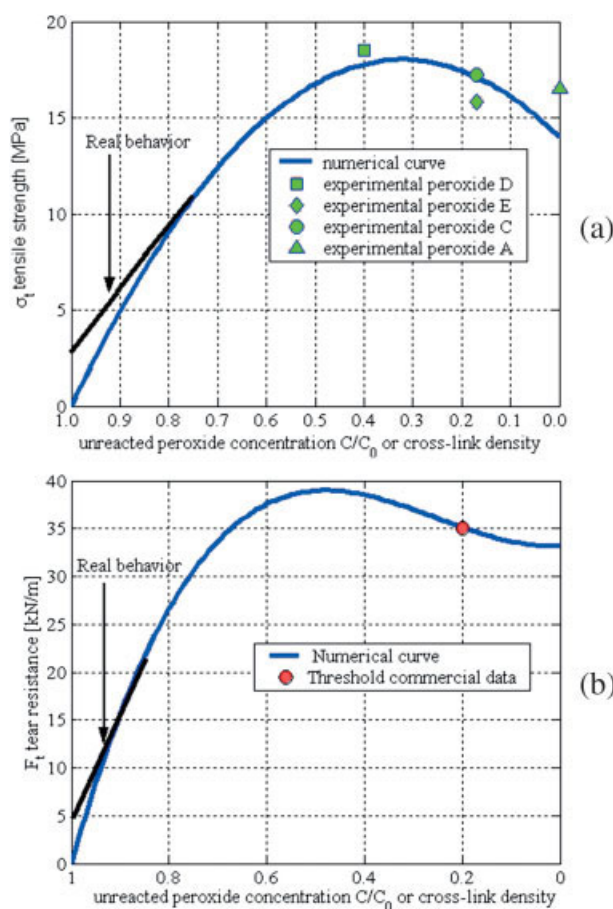 20
15
10
5
0
σt tensile strength [MPa]
Real behavior
numerical curve
experimental peroxide D
experimental peroxide E
experimental peroxide C
experimental peroxide A
(a)
1.0 0.9 0.8 0.7 0.6 0.5 0.4 0.3 0.2 0.1 0.0
unreacted peroxide concentration C/C0 or cross-link density
40
35
30
25
20
15
10
5
0
Ft tear resistance [kN/m]
Real behavior
Numerical curve
Threshold commercial data
(b)
1 0.8 0.6 0.4 0.2 0
unreacted peroxide concentration C/C0 or cross-link density